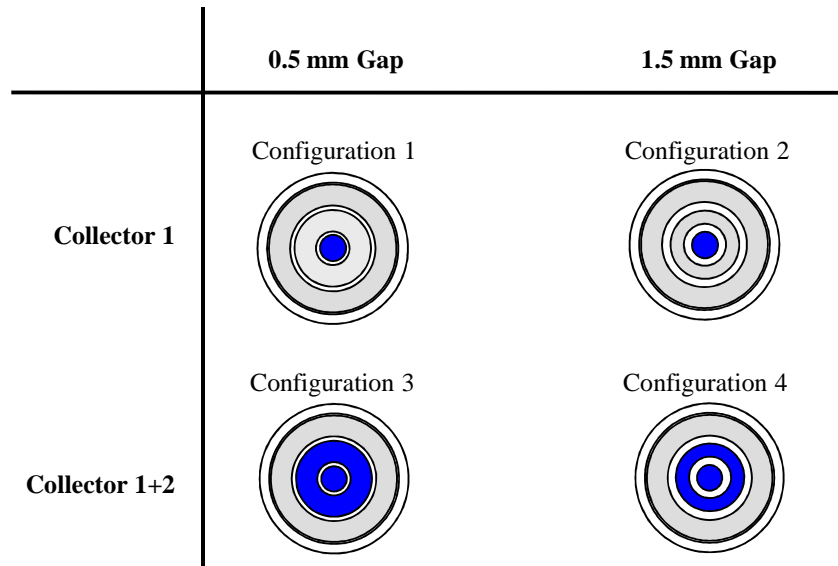 0.5 mm Gap 1.5 mm Gap
Configuration 1 Configuration 2
Collector 1
Configuration 3 Configuration 4
Collector 1+2